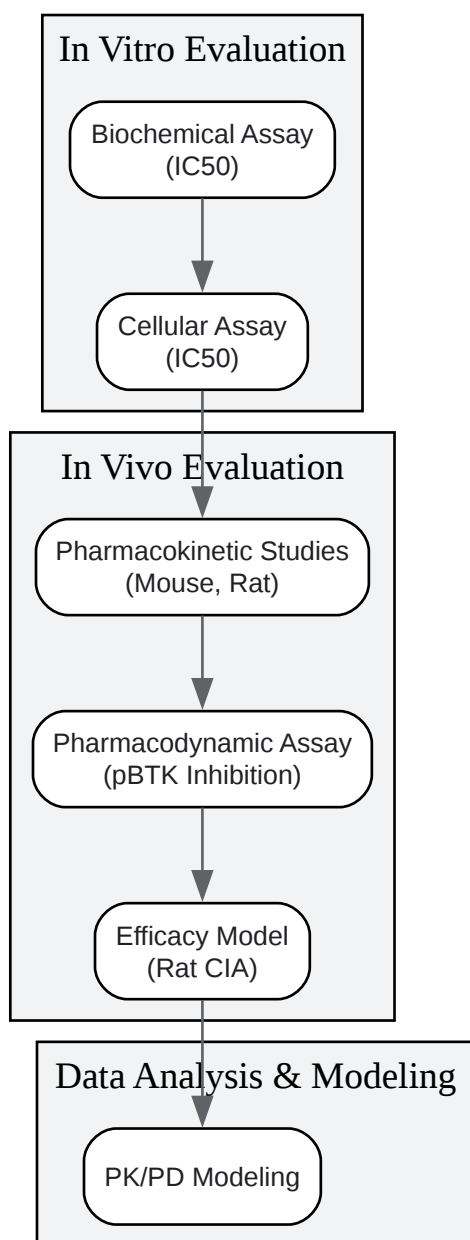 In Vitro Evaluation
Biochemical Assay
(IC50)
Cellular Assay
(IC50)
In Vivo Evaluation
Pharmacokinetic Studies
(Mouse, Rat)
Pharmacodynamic Assay
(pBTK Inhibition)
Efficacy Model
(Rat CIA)
Data Analysis & Modeling
PK/PD Modeling